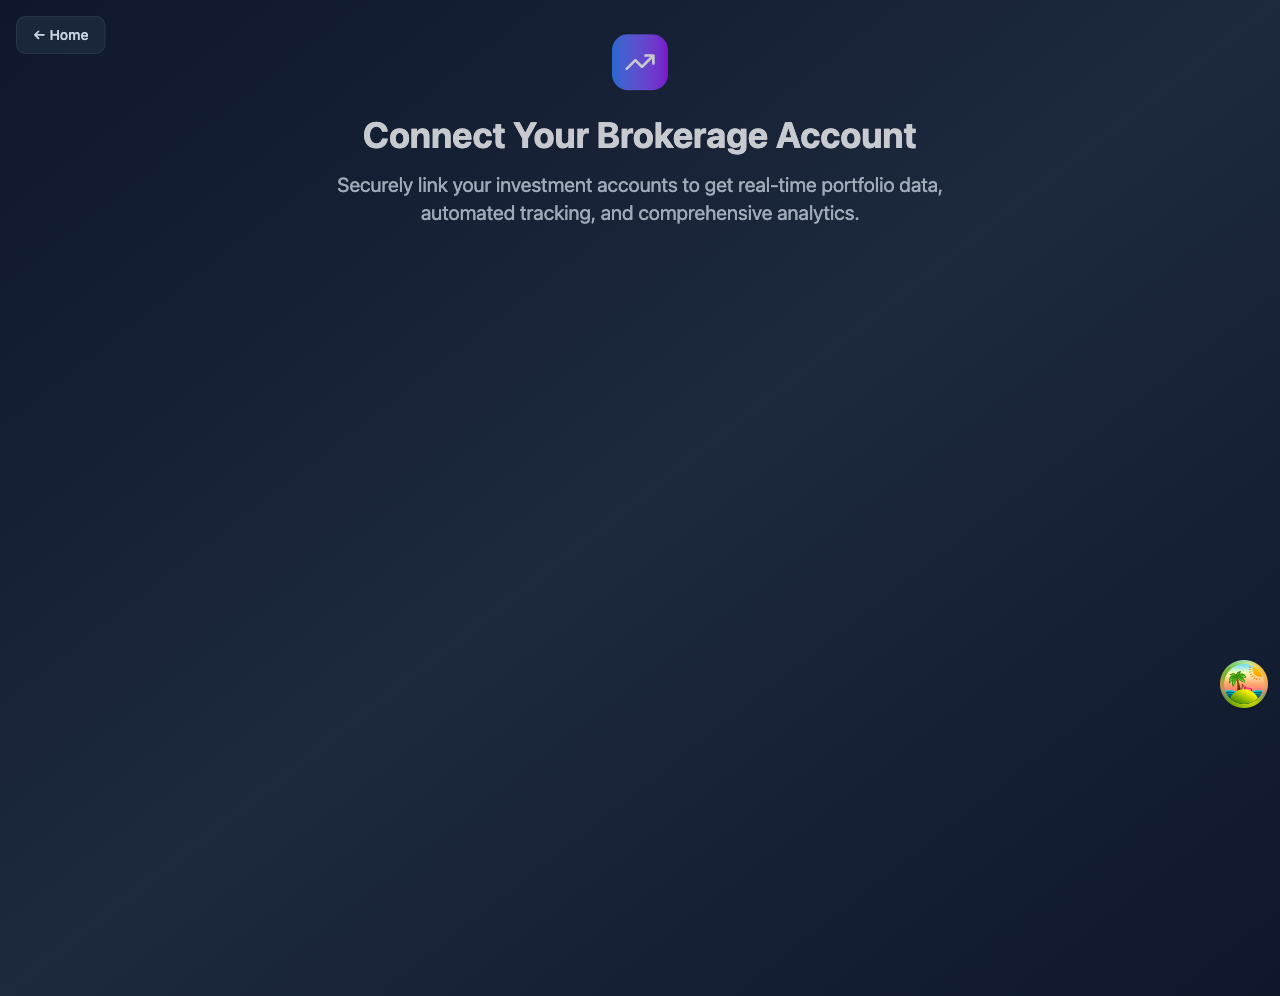 ← Home
Connect Your Brokerage Account
Securely link your investment accounts to get real-time portfolio data,
automated tracking, and comprehensive analytics.